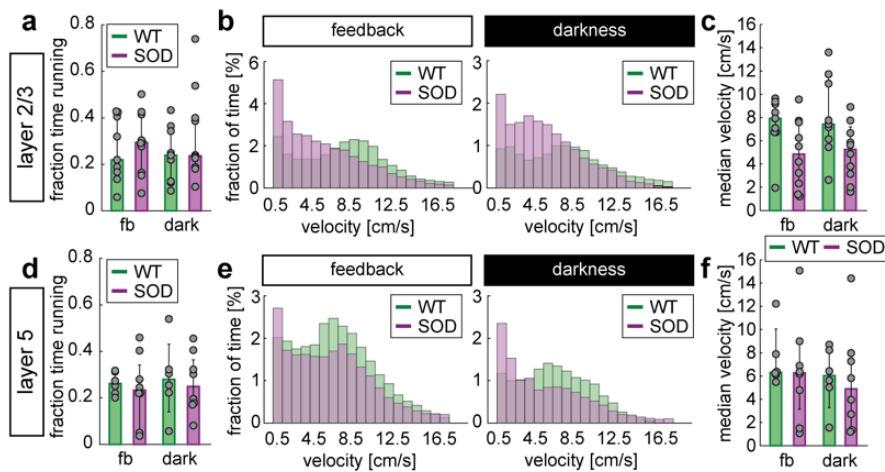 a
layer 2/3
fraction time running
0.8
0.6
0.4
0.2
0
WT
SOD
fb dark
b
feedback
darkness
fraction of time [%]
6
4
2
0
WT
SOD
0.5 4.5 8.5 12.5 16.5
velocity [cm/s]
3
2
1
0
WT
SOD
0.5 4.5 8.5 12.5 16.5
velocity [cm/s]
c
median velocity [cm/s]
16
14
12
10
8
6
4
2
0
fb dark
d
layer 5
fraction time running
0.8
0.6
0.4
0.2
0
WT
SOD
fb dark
e
feedback
darkness
fraction of time [%]
3
2
1
0
WT
SOD
0.5 4.5 8.5 12.5 16.5
velocity [cm/s]
3
2
1
0
WT
SOD
0.5 4.5 8.5 12.5 16.5
velocity [cm/s]
f
WT SOD
median velocity [cm/s]
16
14
12
10
8
6
4
2
0
fb dark